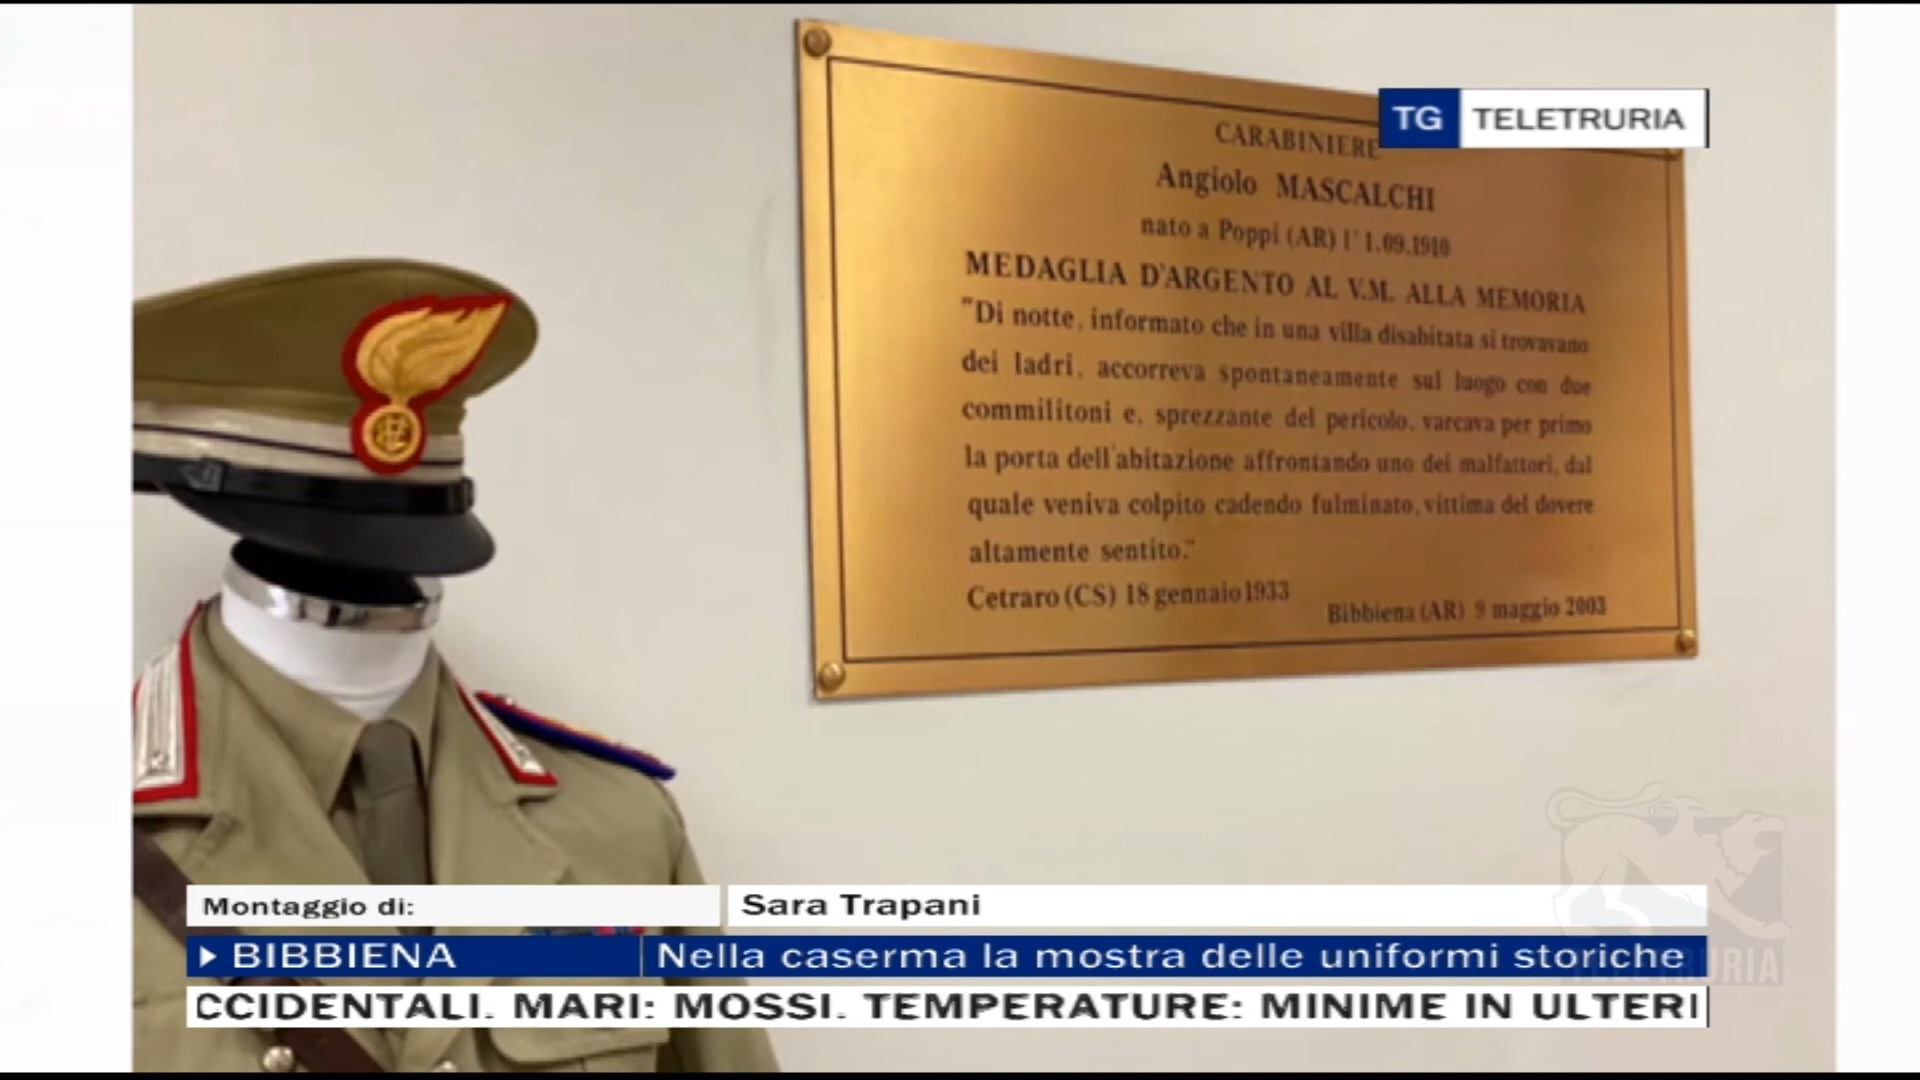 TG TELETRURIA
CARABINIERE
Angiolo MASCALCHI
nato a Poppi (AR) l'11.09.1910
MEDAGLIA D'ARGENTO AL V.M. ALLA MEMORIA
"Di notte, informato che in una villa disabitata si trovavano
dei ladri, accorreva spontaneamente sul luogo con due
commilitoni e, sprezzante del pericolo, varcava per primo
la porta dell'abitazione affrontando uno dei malfattori, dal
quale veniva colpito cadendo fulminato, vittima del dovere
altamente sentito."
Cetraro (CS) 18 gennaio 1933
Bibbiena (AR) 9 maggio 2003
Montaggio di: Sara Trapani
BIBBIENA Nella caserma la mostra delle uniformi storiche
TELETRURIA
CCIDENTALI. MARI: MOSSI. TEMPERATURE: MINIME IN ULTERI